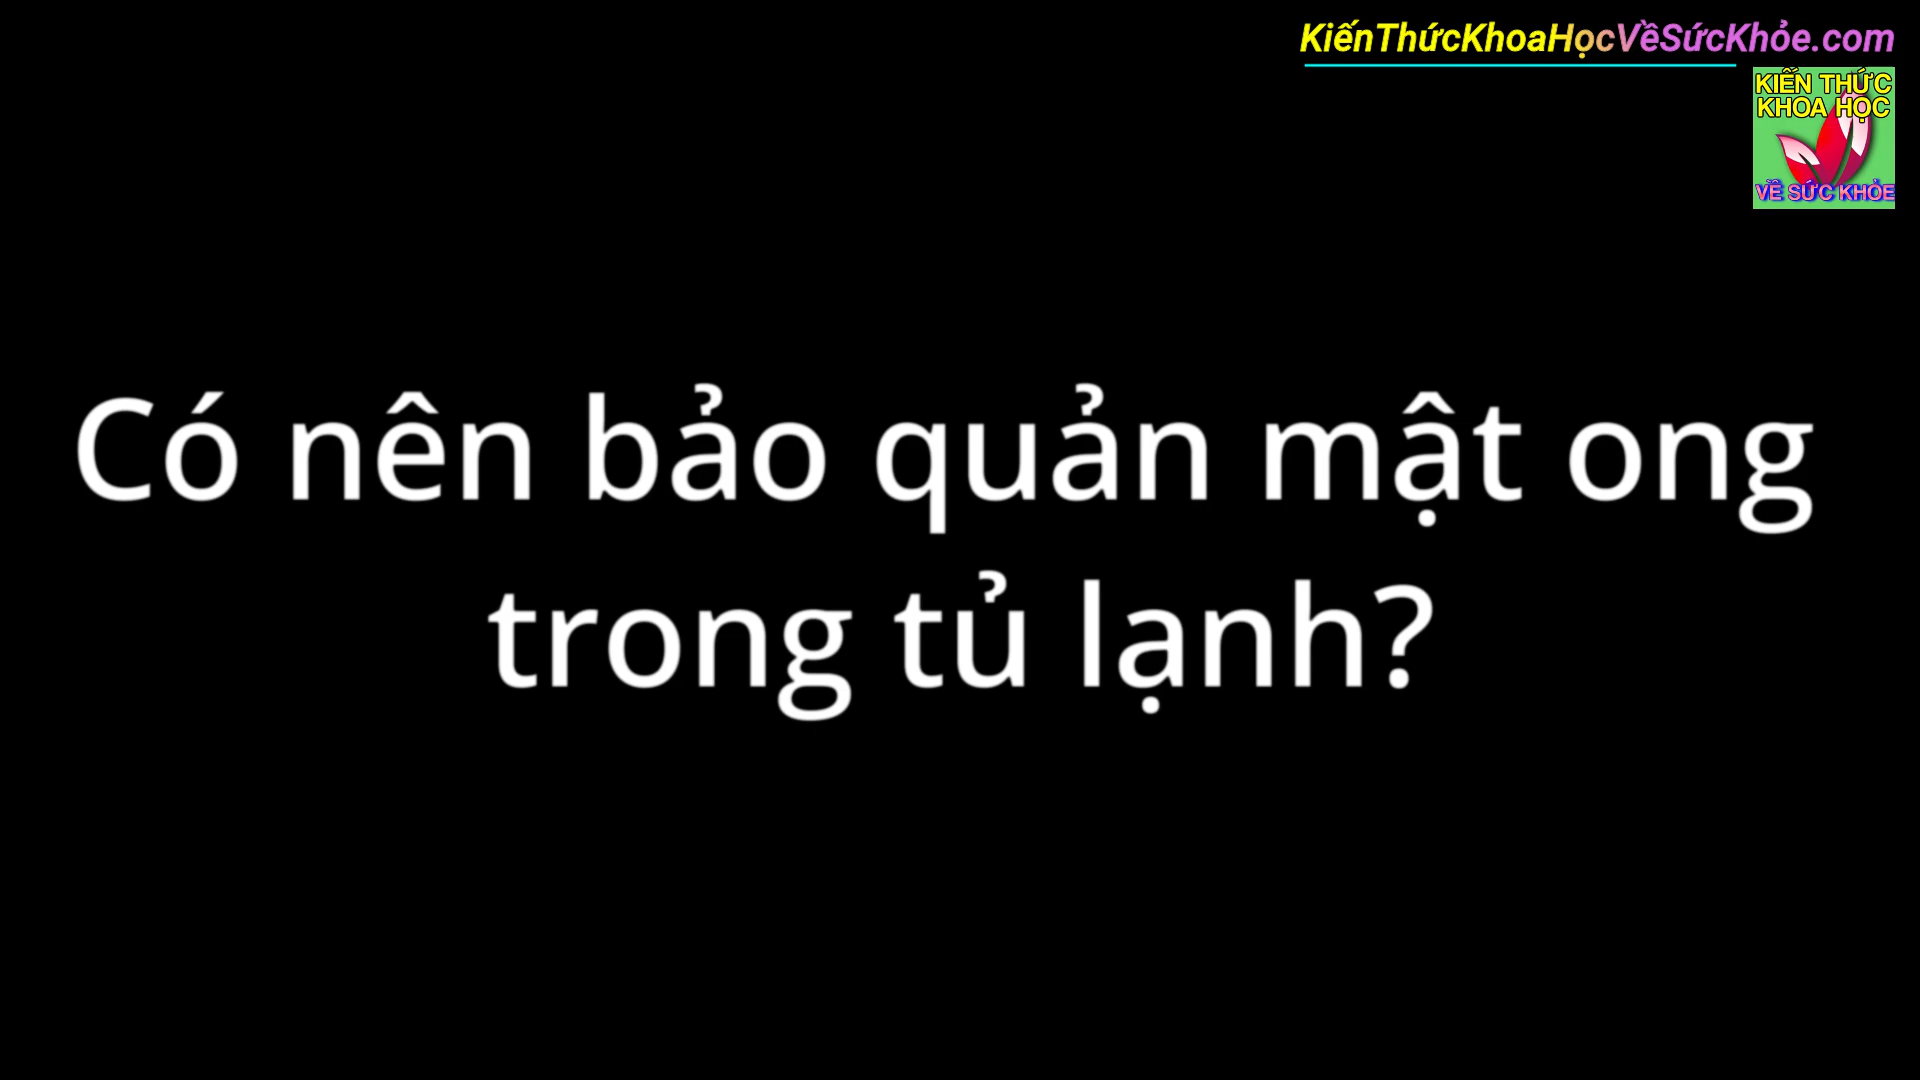 KiếnThứcKhoaHọcVềSứcKhỏe.com
KIẾN THỨC
KHOA HỌC
VỀ SỨC KHỎE
Có nên bảo quản mật ong
trong tủ lạnh?